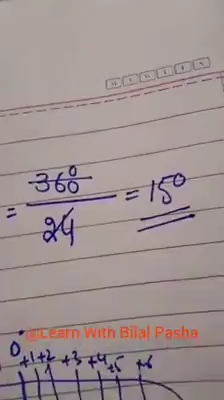 360°
= ──── = 15°
24
@Learn With Bilal Pasha
0°
+1 +2 +3 +4 +5 +6